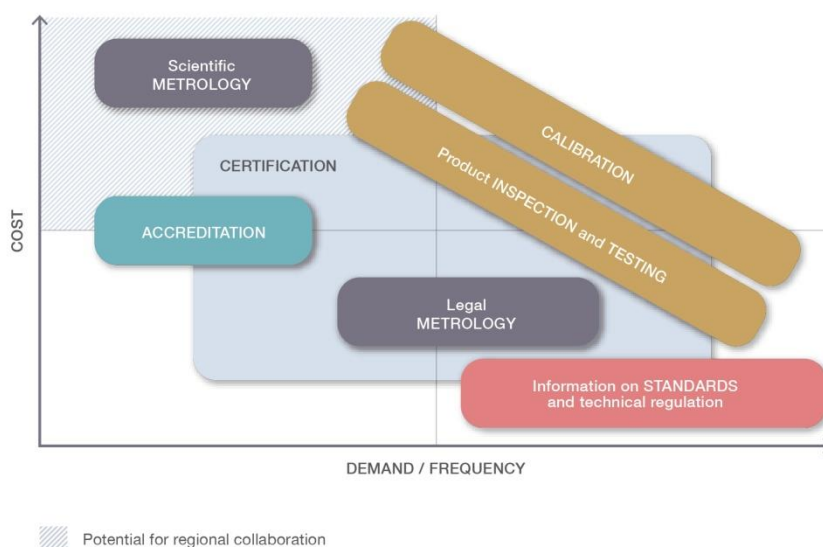 Scientific
METROLOGY
CALIBRATION
CERTIFICATION
Product INSPECTION and TESTING
ACCREDITATION
COST
Legal
METROLOGY
Information on STANDARDS
and technical regulation
DEMAND / FREQUENCY
Potential for regional collaboration